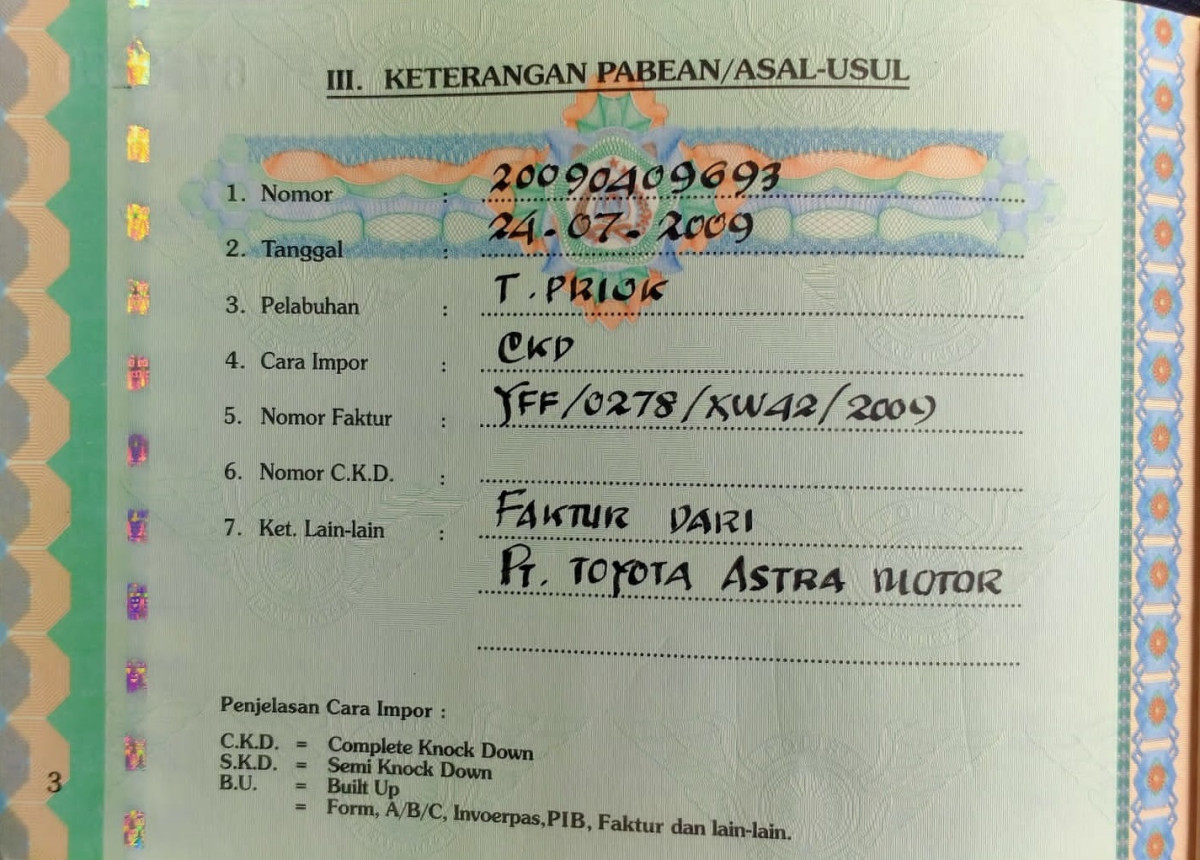 III. KETERANGAN PABEAN/ASAL-USUL
1. Nomor : 20090409693
2. Tanggal : 24-07-2009
3. Pelabuhan : T. PRIOK
4. Cara Impor : CKD
5. Nomor Faktur : YFF/0278/XW42/2009
6. Nomor C.K.D. :
7. Ket. Lain-lain : FAKTUR DARI
PT. TOYOTA ASTRA MOTOR
Penjelasan Cara Impor :
C.K.D. = Complete Knock Down
S.K.D. = Semi Knock Down
B.U. = Built Up
= Form, A/B/C, Invoerpas,PIB, Faktur dan lain-lain.
3